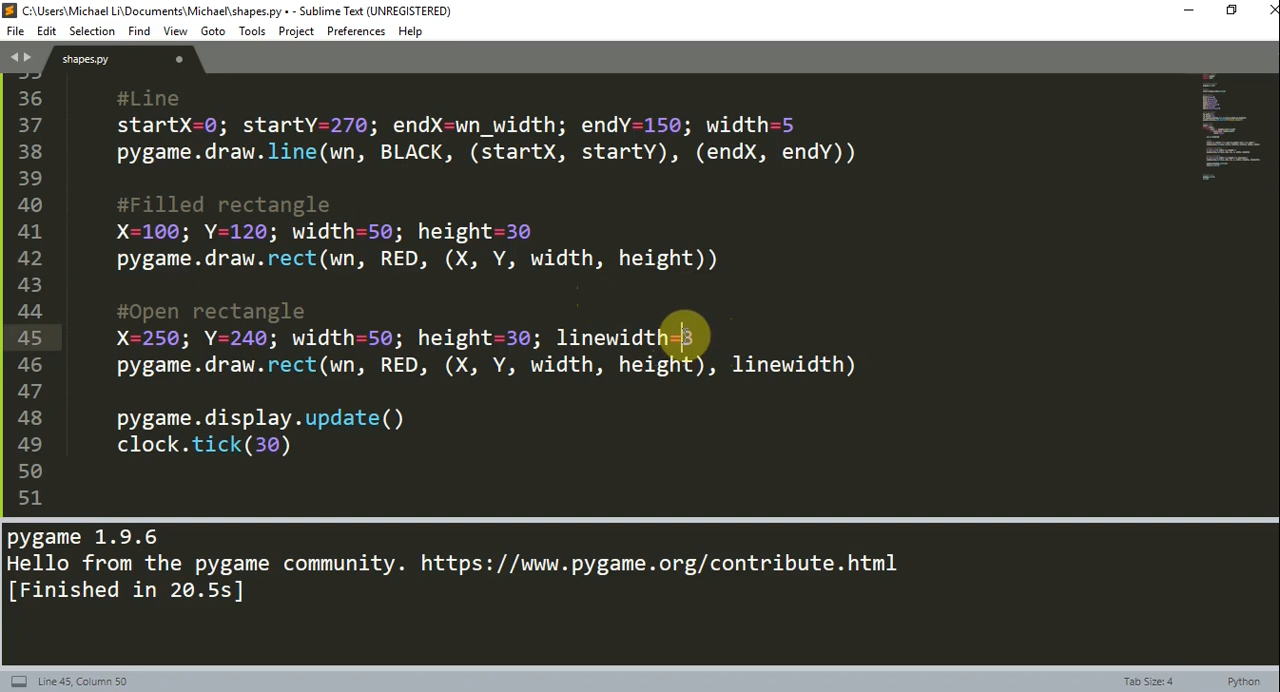 C:\Users\Michael Li\Documents\Michael\shapes.py • - Sublime Text (UNREGISTERED)
File Edit Selection Find View Goto Tools Project Preferences Help
shapes.py
35
36 #Line
37 startX=0; startY=270; endX=wn_width; endY=150; width=5
38 pygame.draw.line(wn, BLACK, (startX, startY), (endX, endY))
39
40 #Filled rectangle
41 X=100; Y=120; width=50; height=30
42 pygame.draw.rect(wn, RED, (X, Y, width, height))
43
44 #Open rectangle
45 X=250; Y=240; width=50; height=30; linewidth=3
46 pygame.draw.rect(wn, RED, (X, Y, width, height), linewidth)
47
48 pygame.display.update()
49 clock.tick(30)
50
51
pygame 1.9.6
Hello from the pygame community. https://www.pygame.org/contribute.html
[Finished in 20.5s]
Line 45, Column 50 Tab Size: 4 Python